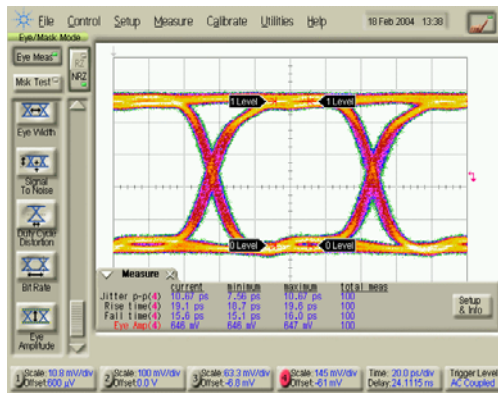 File Control Setup Measure Calibrate Utilities Help 18 Feb 2004 13:38
Eye/Mask Mode
Eye Meas
Msk Test
NRZ
Eye Width
Signal
To Noise
Duty Cycle
Distortion
Bit Rate
Eye
Amplitude
1 Level 1 Level
0 Level 0 Level
Measure
current minimum maximum total meas
Jitter p-p(4) 10.67 ps 7.56 ps 10.67 ps 100
Rise time(4) 19.1 ps 18.7 ps 19.6 ps 100
Fall time(4) 15.6 ps 15.1 ps 16.0 ps 100
Eye Amp(4) 646 mV 646 mV 647 mV 100
Setup
& Info
1 Scale: 10.8 mV/div 2 Scale: 100 mV/div 3 Scale: 63.3 mV/div 4 Scale: 145 mV/div Time: 20.0 ps/div Trigger Level
Offset: 600 μV Offset: 0.0 V Offset: -6.8 mV Offset: -61 mV Delay: 24.1115 ns AC Coupled